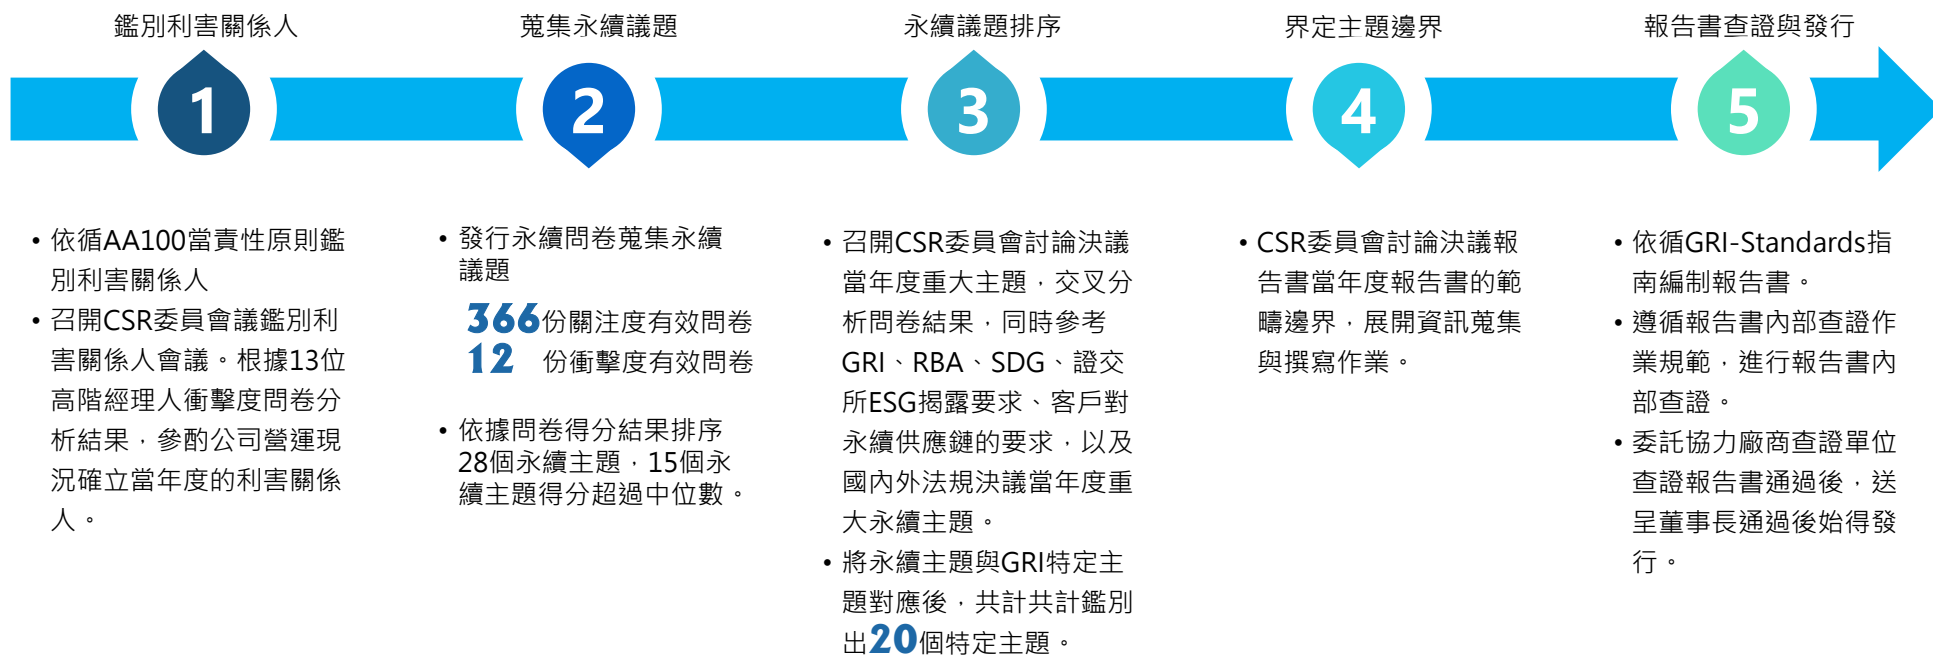 鑑別利害關係人
蒐集永續議題
永續議題排序
界定主題邊界
報告書查證與發行
1
2
3
4
5
• 依循AA100當責性原則鑑
別利害關係人
• 召開CSR委員會議鑑別利
害關係人會議。根據13位
高階經理人衝擊度問卷分
析結果，參酌公司營運現
況確立當年度的利害關係
人。
• 發行永續問卷蒐集永續
議題
366份關注度有效問卷
12 份衝擊度有效問卷
• 依據問卷得分結果排序
28個永續主題，15個永
續主題得分超過中位數。
• 召開CSR委員會討論決議
當年度重大主題，交叉分
析問卷結果，同時參考
GRI、RBA、SDG、證交
所ESG揭露要求、客戶對
永續供應鏈的要求，以及
國內外法規決議當年度重
大永續主題。
• 將永續主題與GRI特定主
題對應後，共計共計鑑別
出20個特定主題。
• CSR委員會討論決議報
告書當年度報告書的範
疇邊界，展開資訊蒐集
與撰寫作業。
• 依循GRI-Standards指
南編制報告書。
• 遵循報告書內部查證作
業規範，進行報告書內
部查證。
• 委託協力廠商查證單位
查證報告書通過後，送
呈董事長通過後始得發
行。